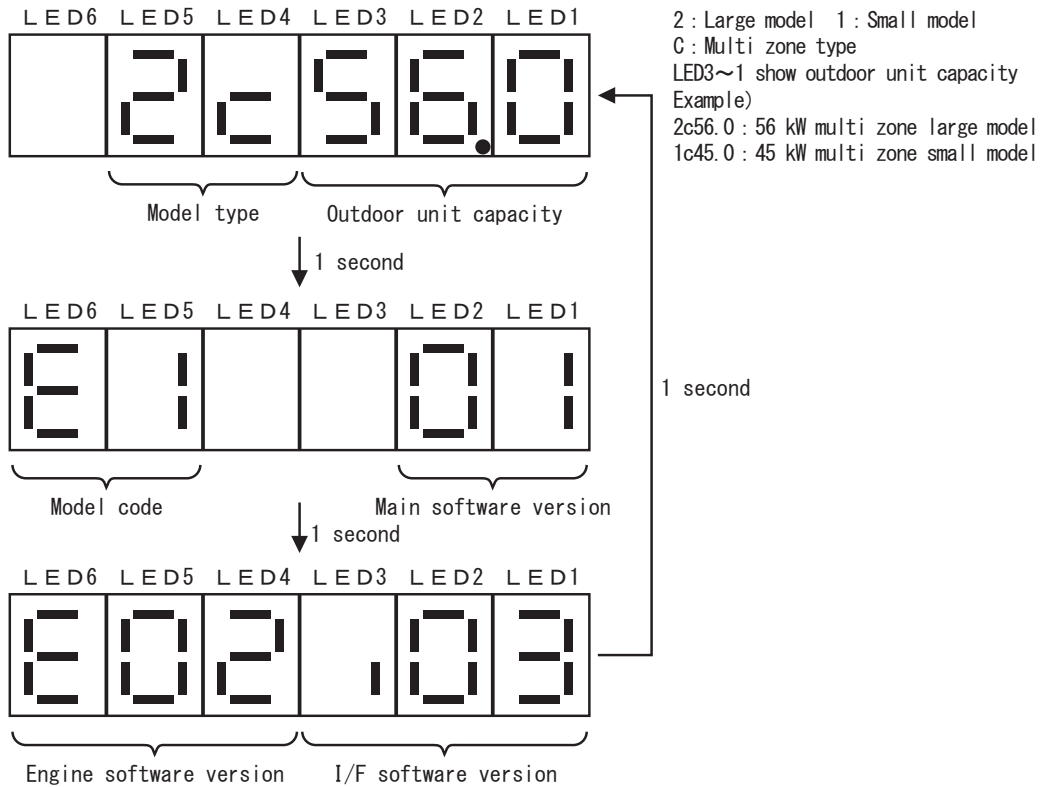 LED6 LED5 LED4 LED3 LED2 LED1
2c56.0
Model type
Outdoor unit capacity
2:Large model 1:Small model
C:Multi zone type
LED3～1 show outdoor unit capacity
Example)
2c56.0:56 kW multi zone large model
1c45.0:45 kW multi zone small model
1 second
LED6 LED5 LED4 LED3 LED2 LED1
E1 01
Model code
Main software version
1 second
1 second
LED6 LED5 LED4 LED3 LED2 LED1
E02i03
Engine software version
I/F software version